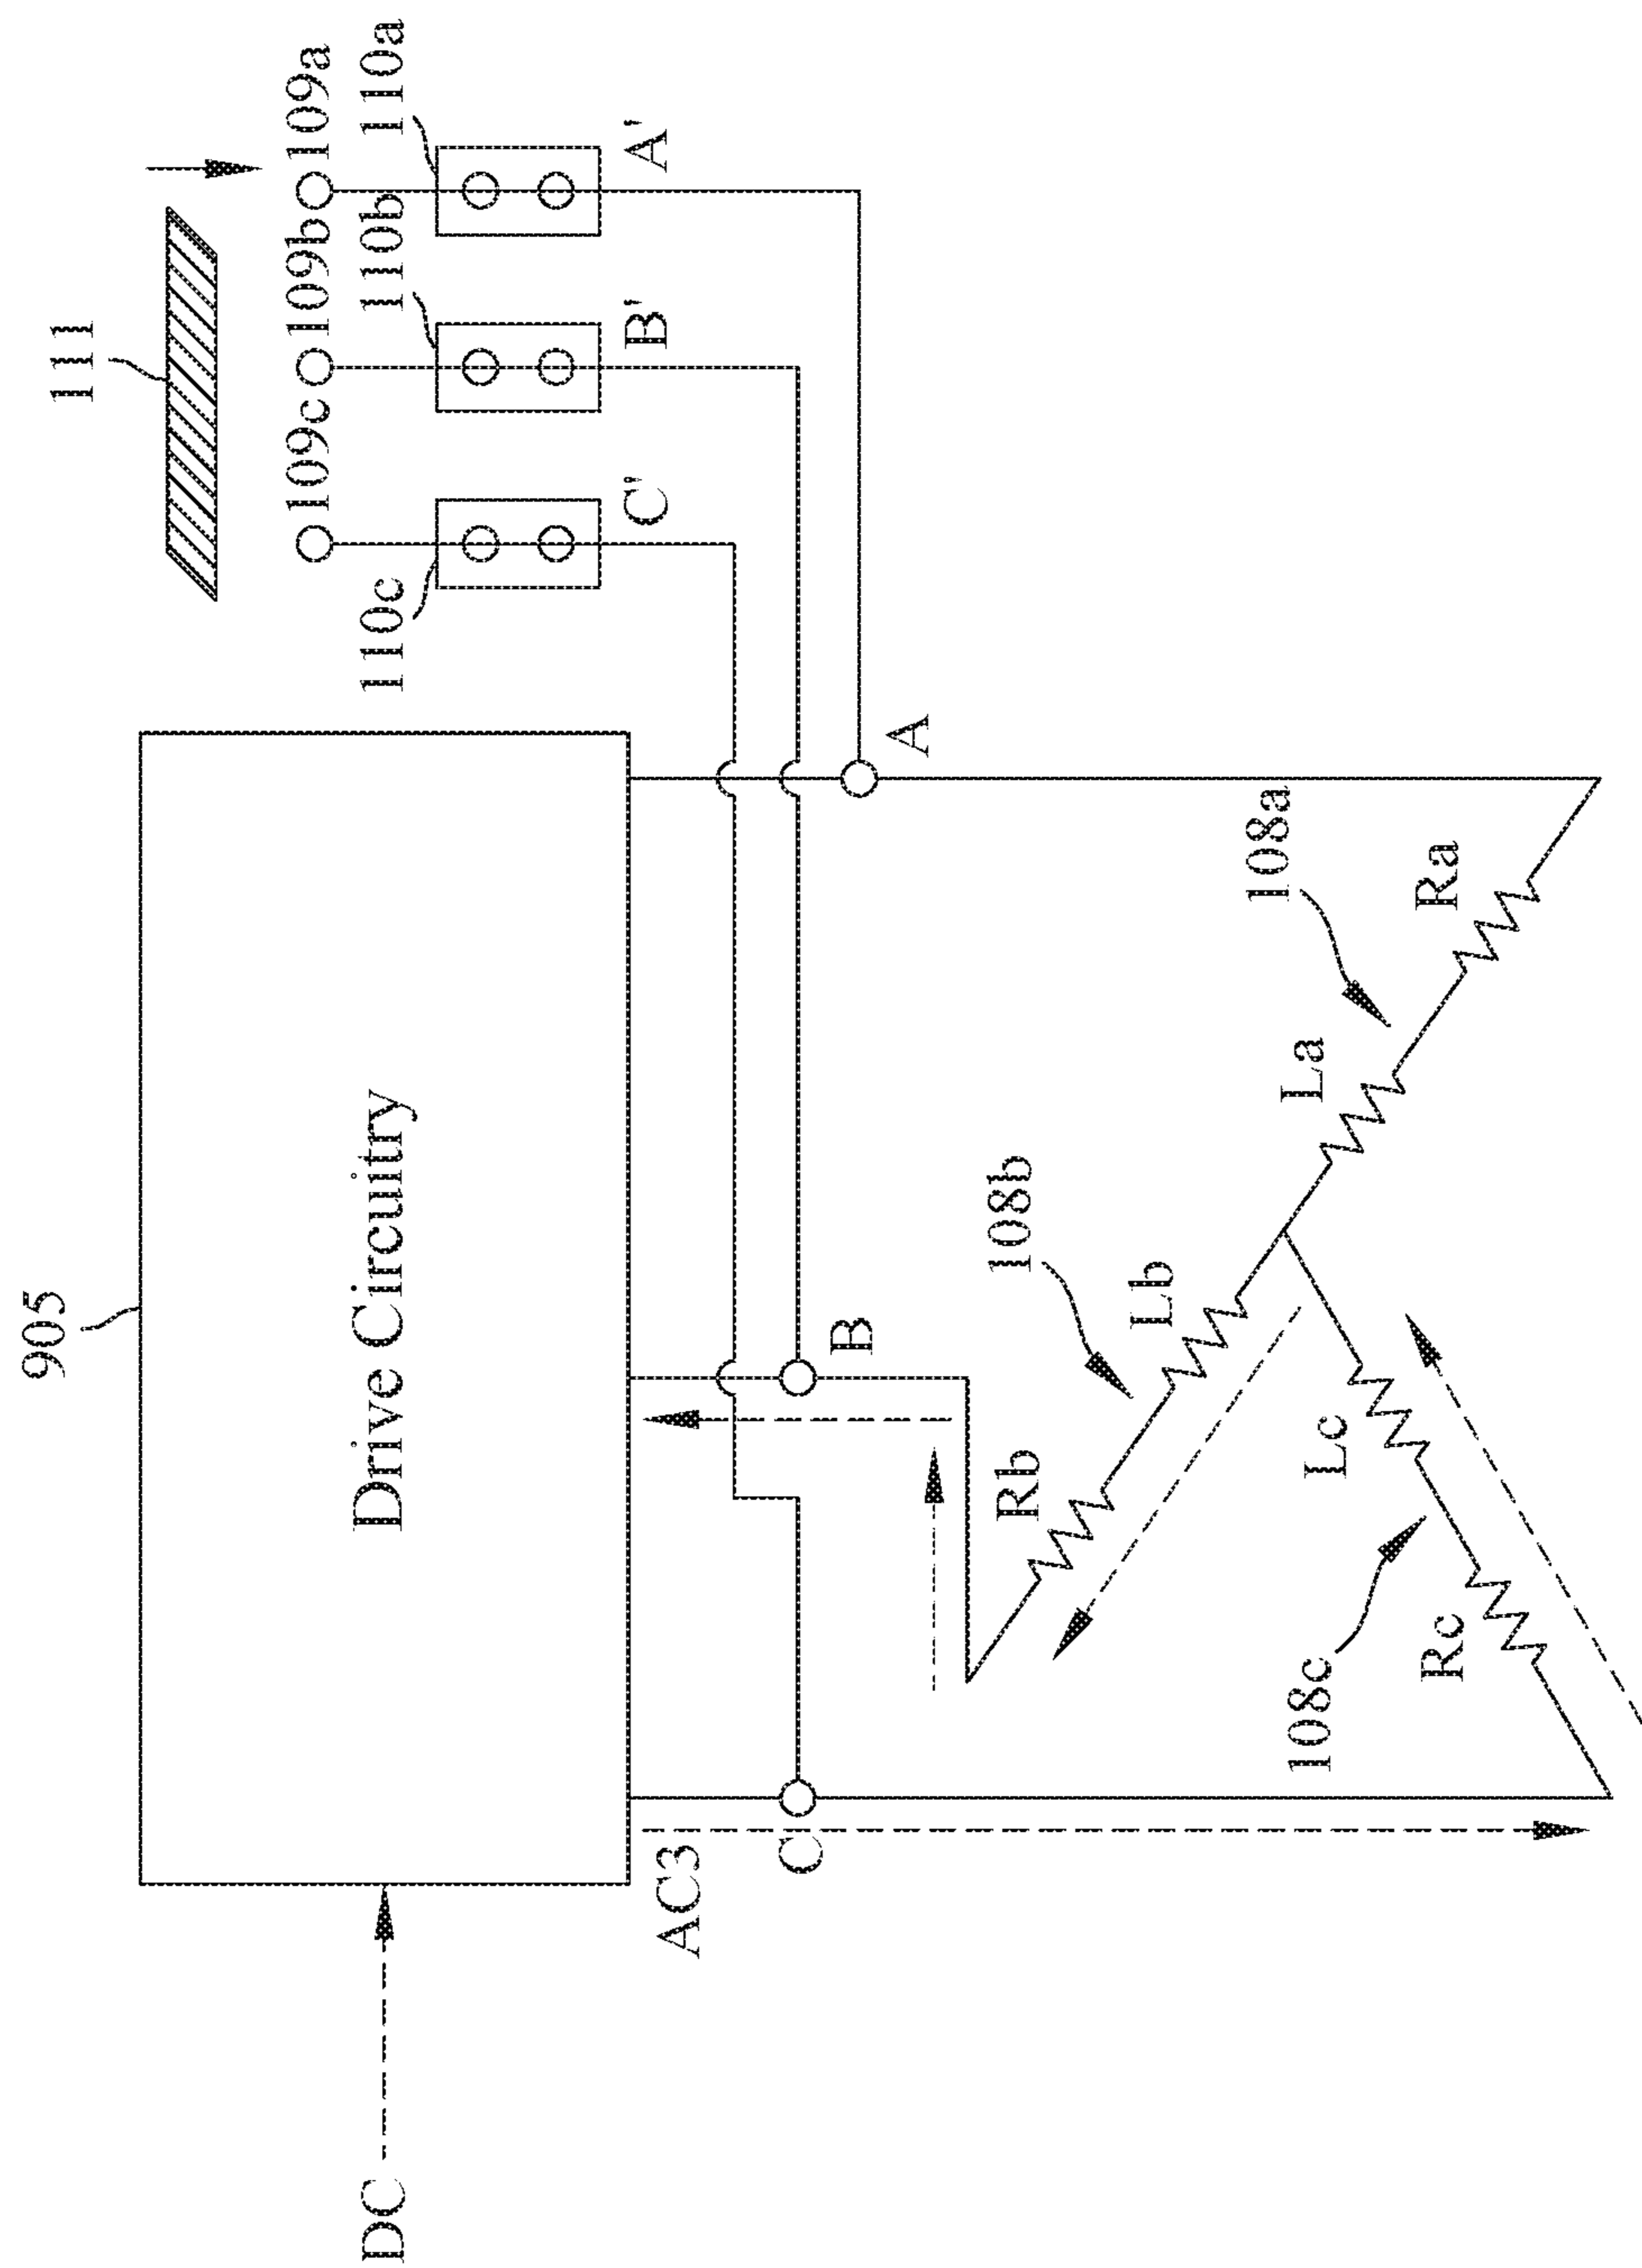 905
Drive Circuitry
DC
AC3
C
B
A
111
109c
109b
109a
110c
110b
110a
C'
B'
A'
108b
Rb
Lb
108a
La
Ra
108c
Rc
Lc